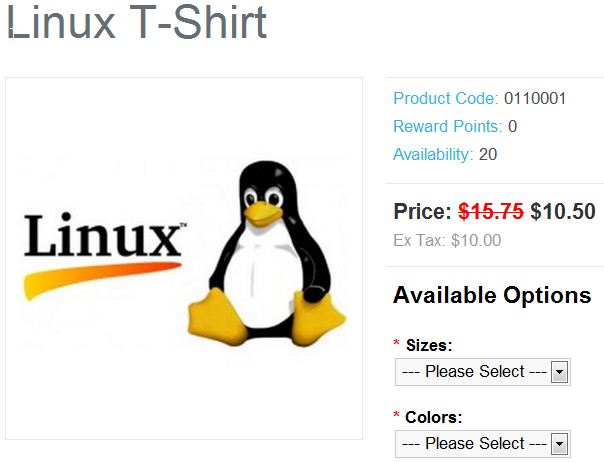 Linux T-Shirt
Product Code: 0110001
Reward Points: 0
Availability: 20
Linux™
Price: $15.75 $10.50
Ex Tax: $10.00
Available Options
* Sizes:
--- Please Select ---
* Colors:
--- Please Select ---